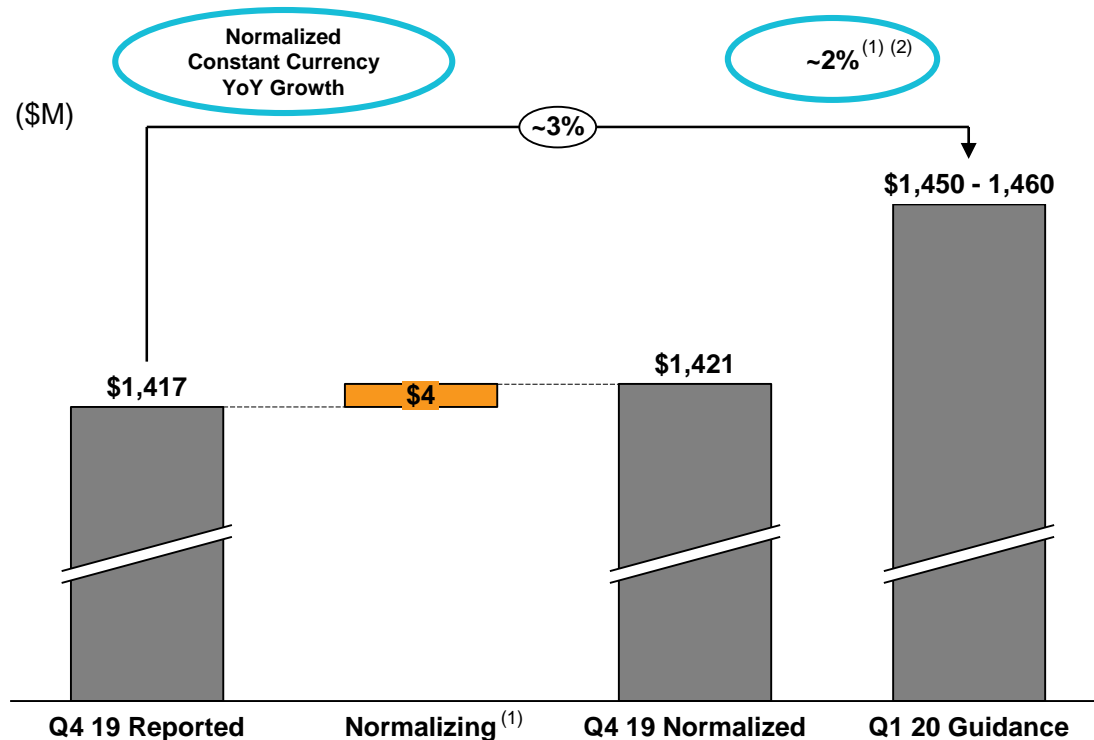 Normalized
Constant Currency
YoY Growth
~2% (1) (2)
($M)
~3%
$1,450 - 1,460
$1,417
$4
$1,421
Q4 19 Reported
Normalizing (1)
Q4 19 Normalized
Q1 20 Guidance